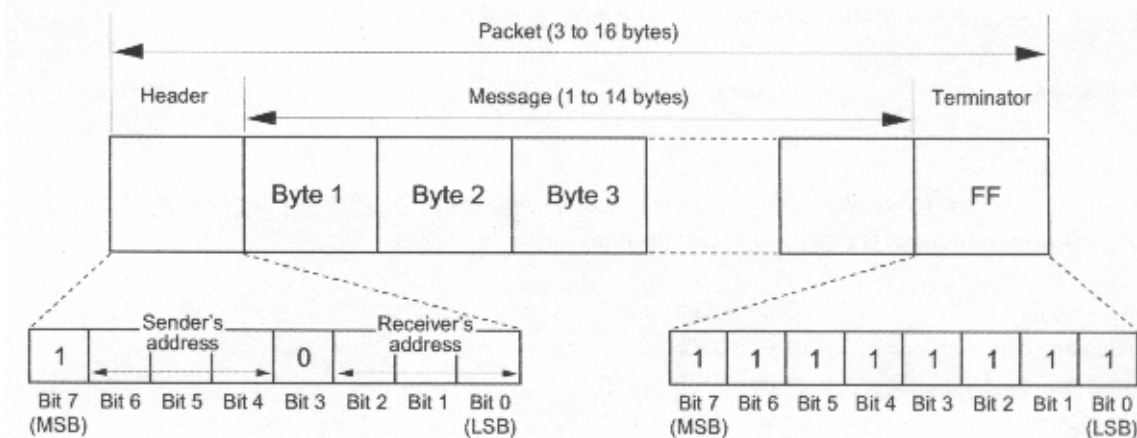 Packet (3 to 16 bytes)
Header
Message (1 to 14 bytes)
Terminator
Byte 1
Byte 2
Byte 3
FF
Sender's
address
Receiver's
address
1
0
1
1
1
1
1
1
1
1
Bit 7
(MSB)
Bit 6
Bit 5
Bit 4
Bit 3
Bit 2
Bit 1
Bit 0
(LSB)
Bit 7
(MSB)
Bit 6
Bit 5
Bit 4
Bit 3
Bit 2
Bit 1
Bit 0
(LSB)